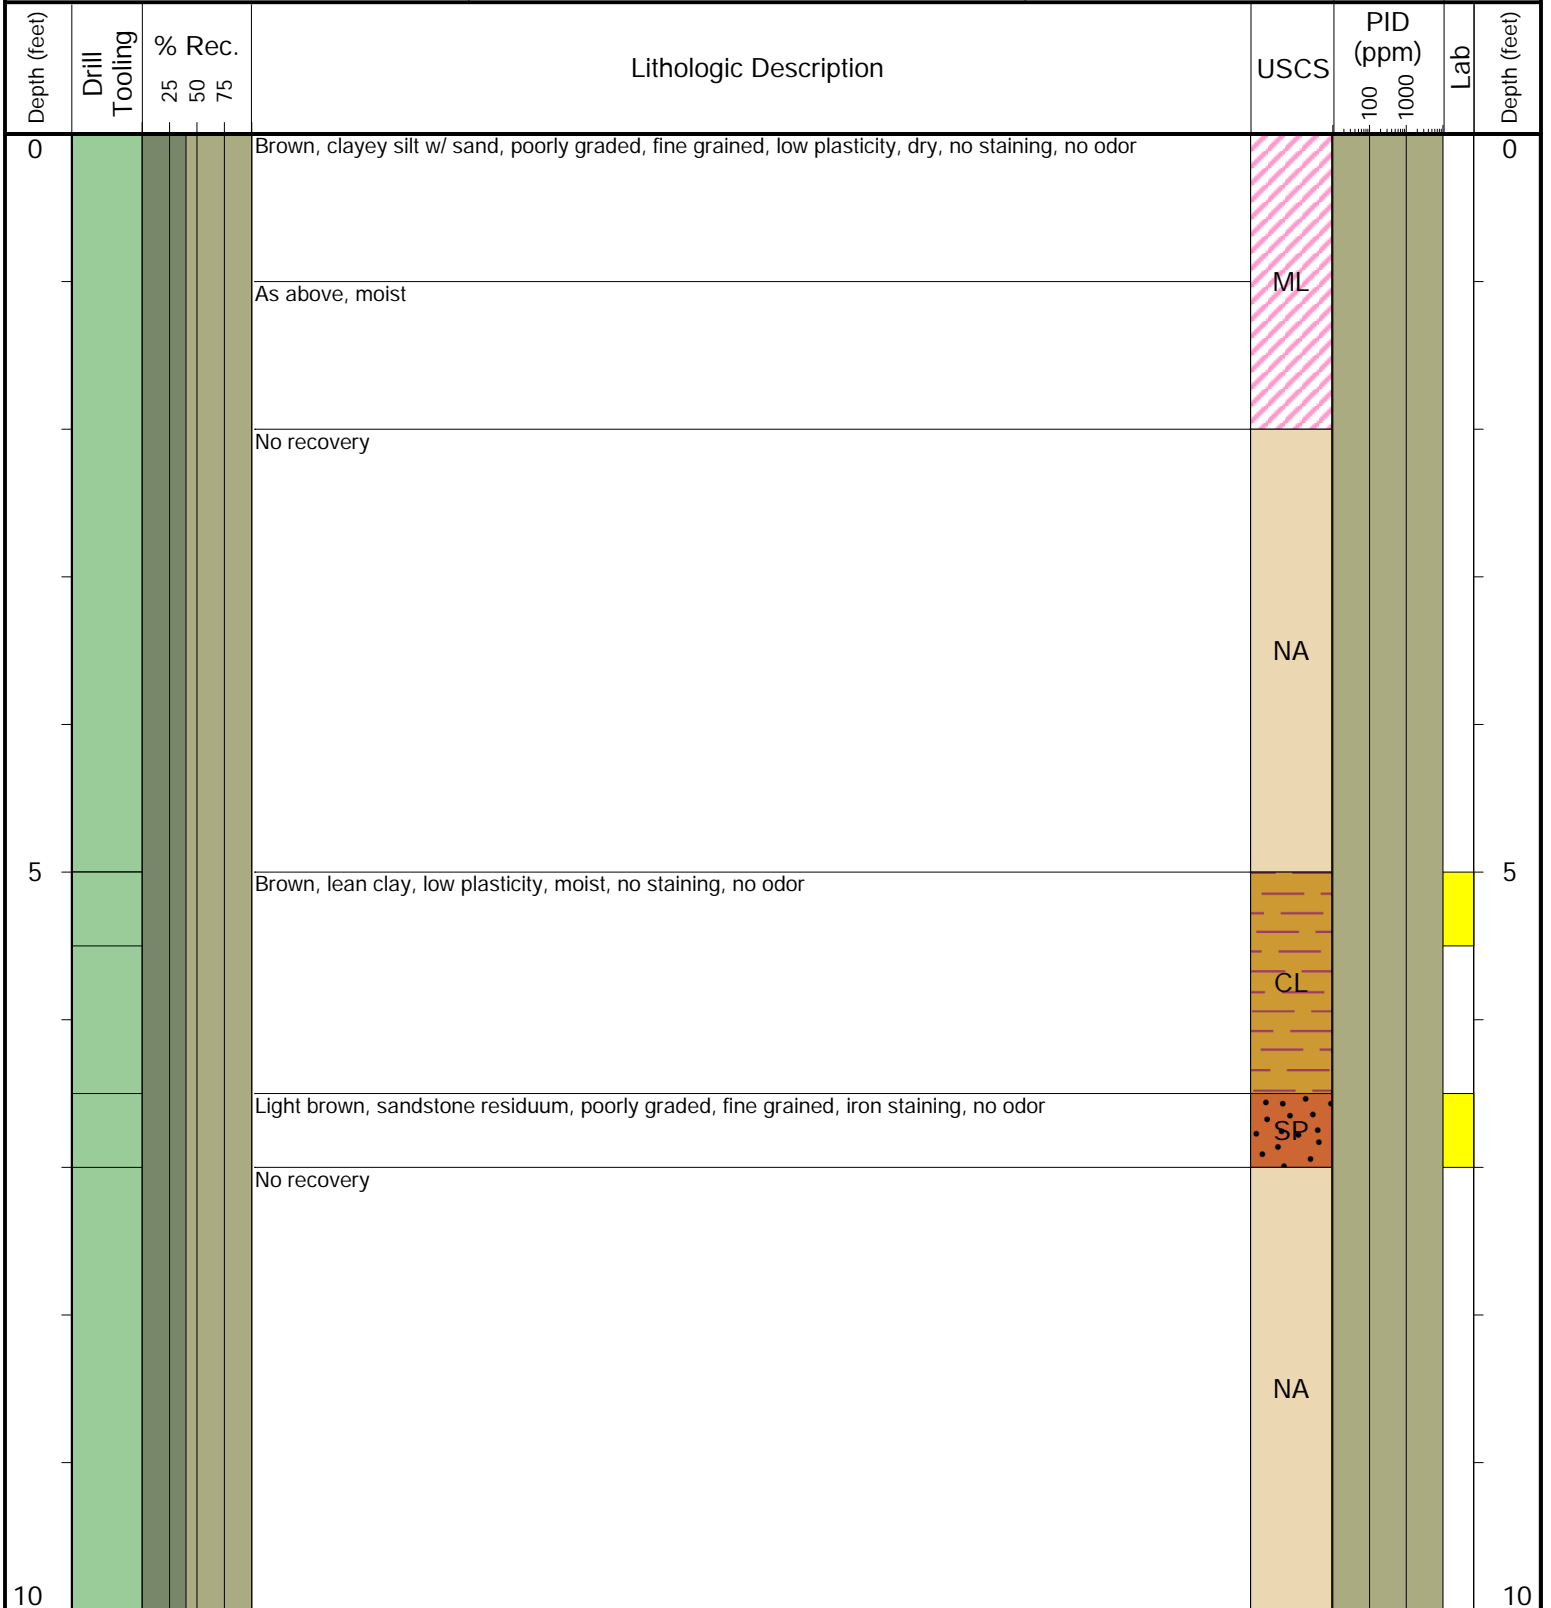 Depth (feet)
Drill
Tooling
% Rec.
25 50 75
Lithologic Description
USCS
PID
(ppm)
100 1000
Lab
Depth (feet)
0
Brown, clayey silt w/ sand, poorly graded, fine grained, low plasticity, dry, no staining, no odor
0
ML
As above, moist
No recovery
NA
5
Brown, lean clay, low plasticity, moist, no staining, no odor
5
CL
Light brown, sandstone residuum, poorly graded, fine grained, iron staining, no odor
SP
No recovery
NA
10
10